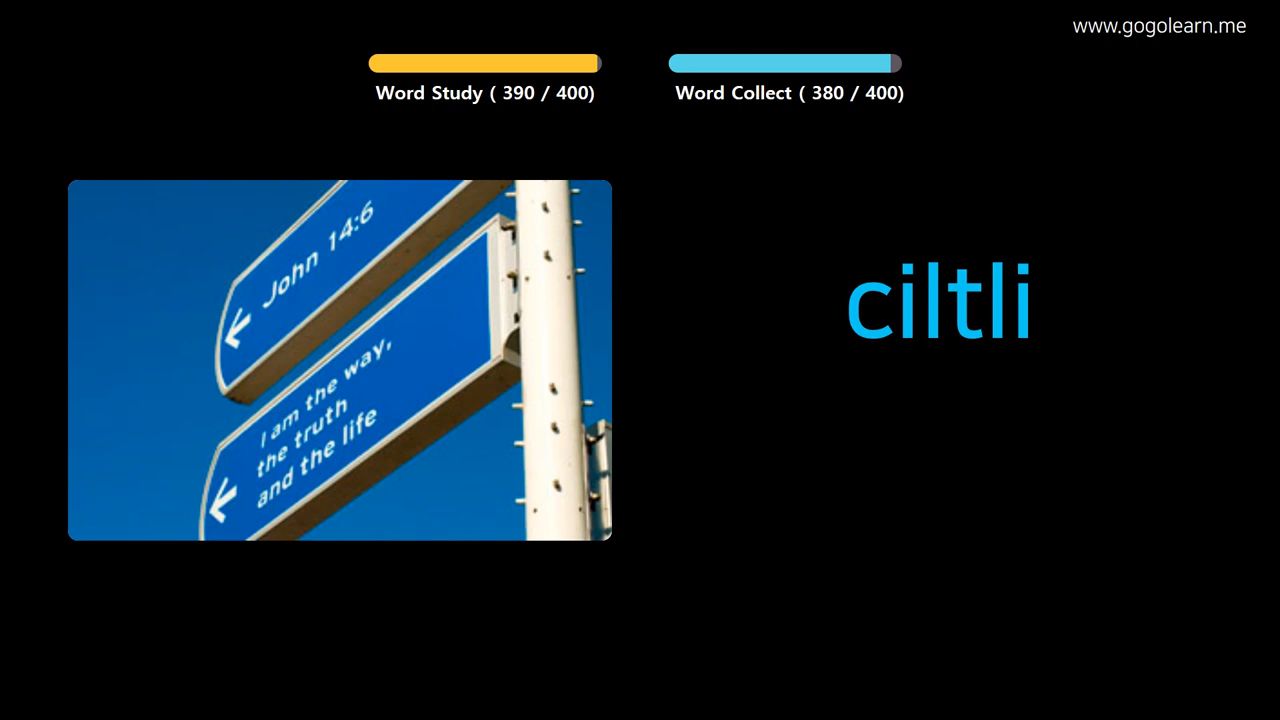 www.gogolearn.me
Word Study ( 390 / 400)
Word Collect ( 380 / 400)
John 14:6
I am the way,
the truth
and the life
ciltli